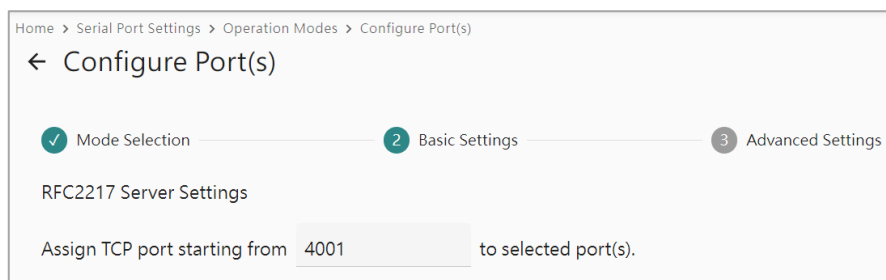 Home > Serial Port Settings > Operation Modes > Configure Port(s)
← Configure Port(s)
✓ Mode Selection 2 Basic Settings 3 Advanced Settings
RFC2217 Server Settings
Assign TCP port starting from 4001 to selected port(s).